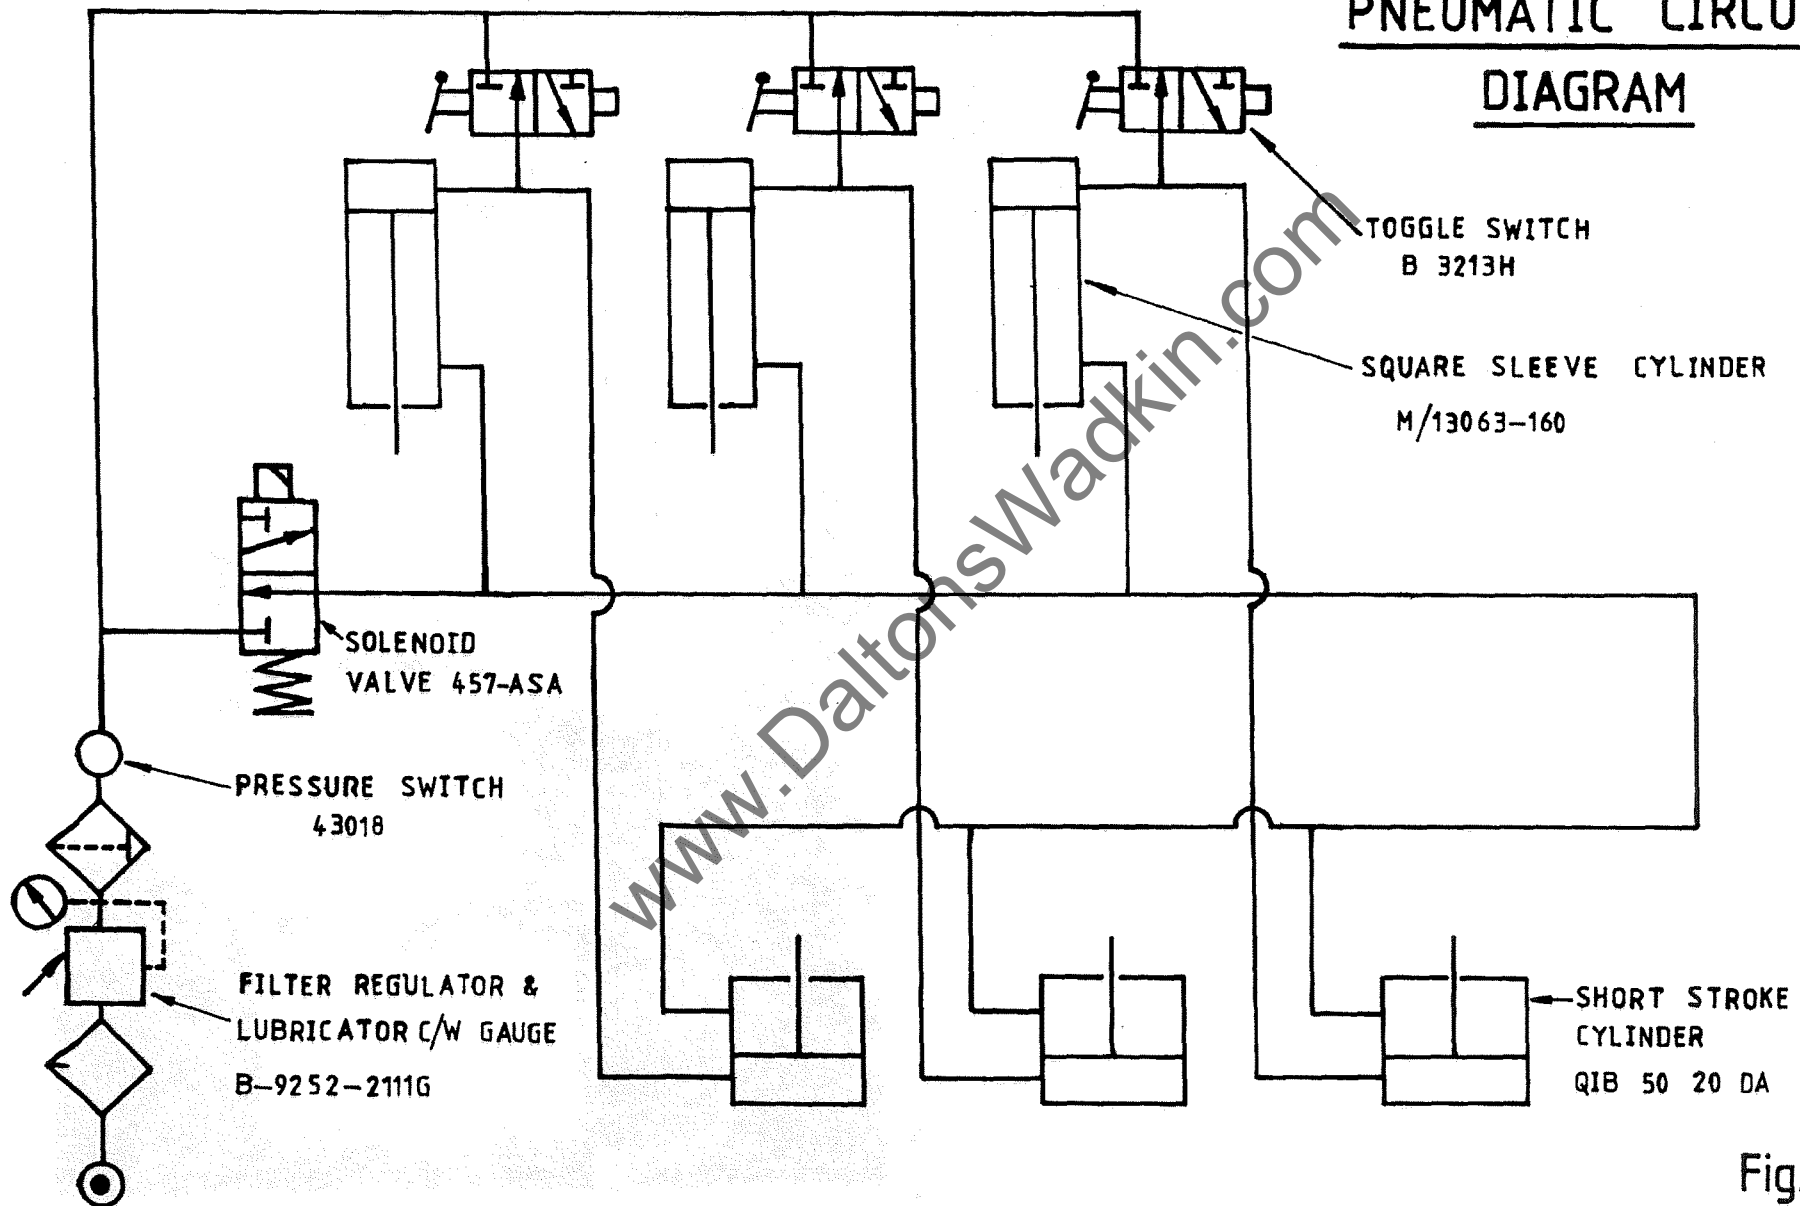 PNEUMATIC CIRCU
DIAGRAM
TOGGLE SWITCH
B 3213H
SQUARE SLEEVE CYLINDER
M/13063-160
SOLENOID
VALVE 457-ASA
PRESSURE SWITCH
43018
FILTER REGULATOR &
LUBRICATOR C/W GAUGE
B-9252-2111G
SHORT STROKE
CYLINDER
QIB 50 20 DA
Fig.
www.DaltonsWadkin.com